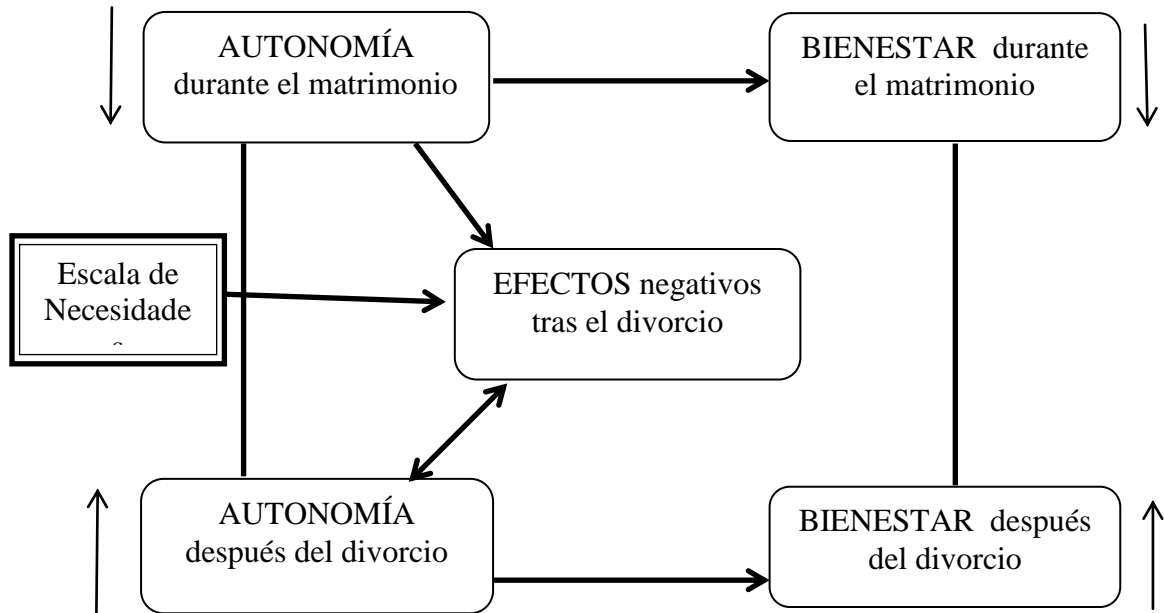 AUTONOMÍA
durante el matrimonio
BIENESTAR durante
el matrimonio
Escala de
Necesidade
EFECTOS negativos
tras el divorcio
AUTONOMÍA
después del divorcio
BIENESTAR después
del divorcio